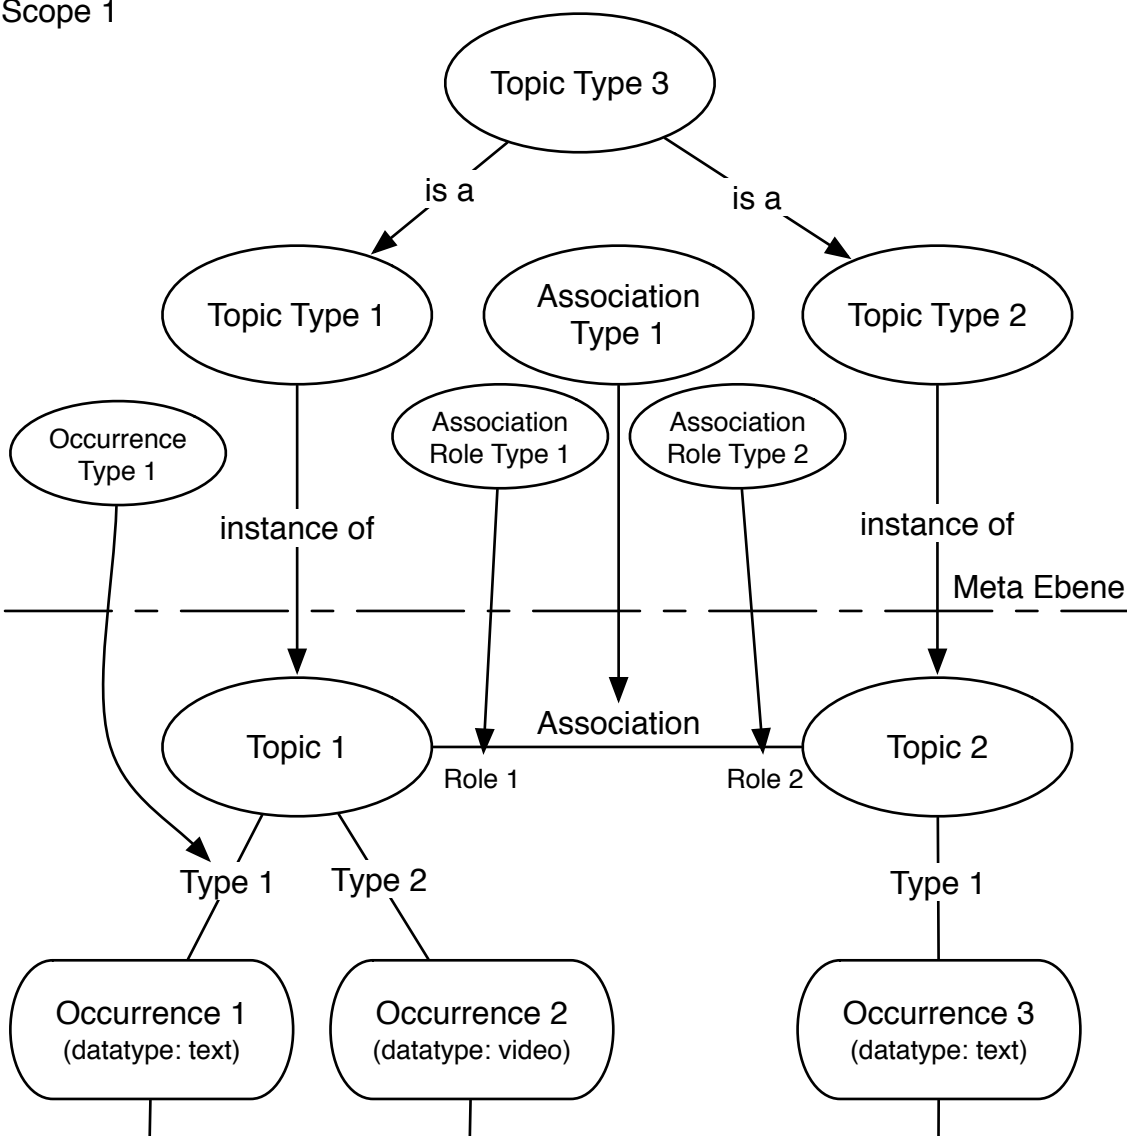 Scope 1
Topic Type 3
is a
is a
Topic Type 1
Association
Type 1
Topic Type 2
Occurrence
Type 1
Association
Role Type 1
Association
Role Type 2
instance of
instance of
Meta Ebene
Topic 1
Association
Topic 2
Role 1
Role 2
Type 1
Type 2
Type 1
Occurrence 1
(datatype: text)
Occurrence 2
(datatype: video)
Occurrence 3
(datatype: text)